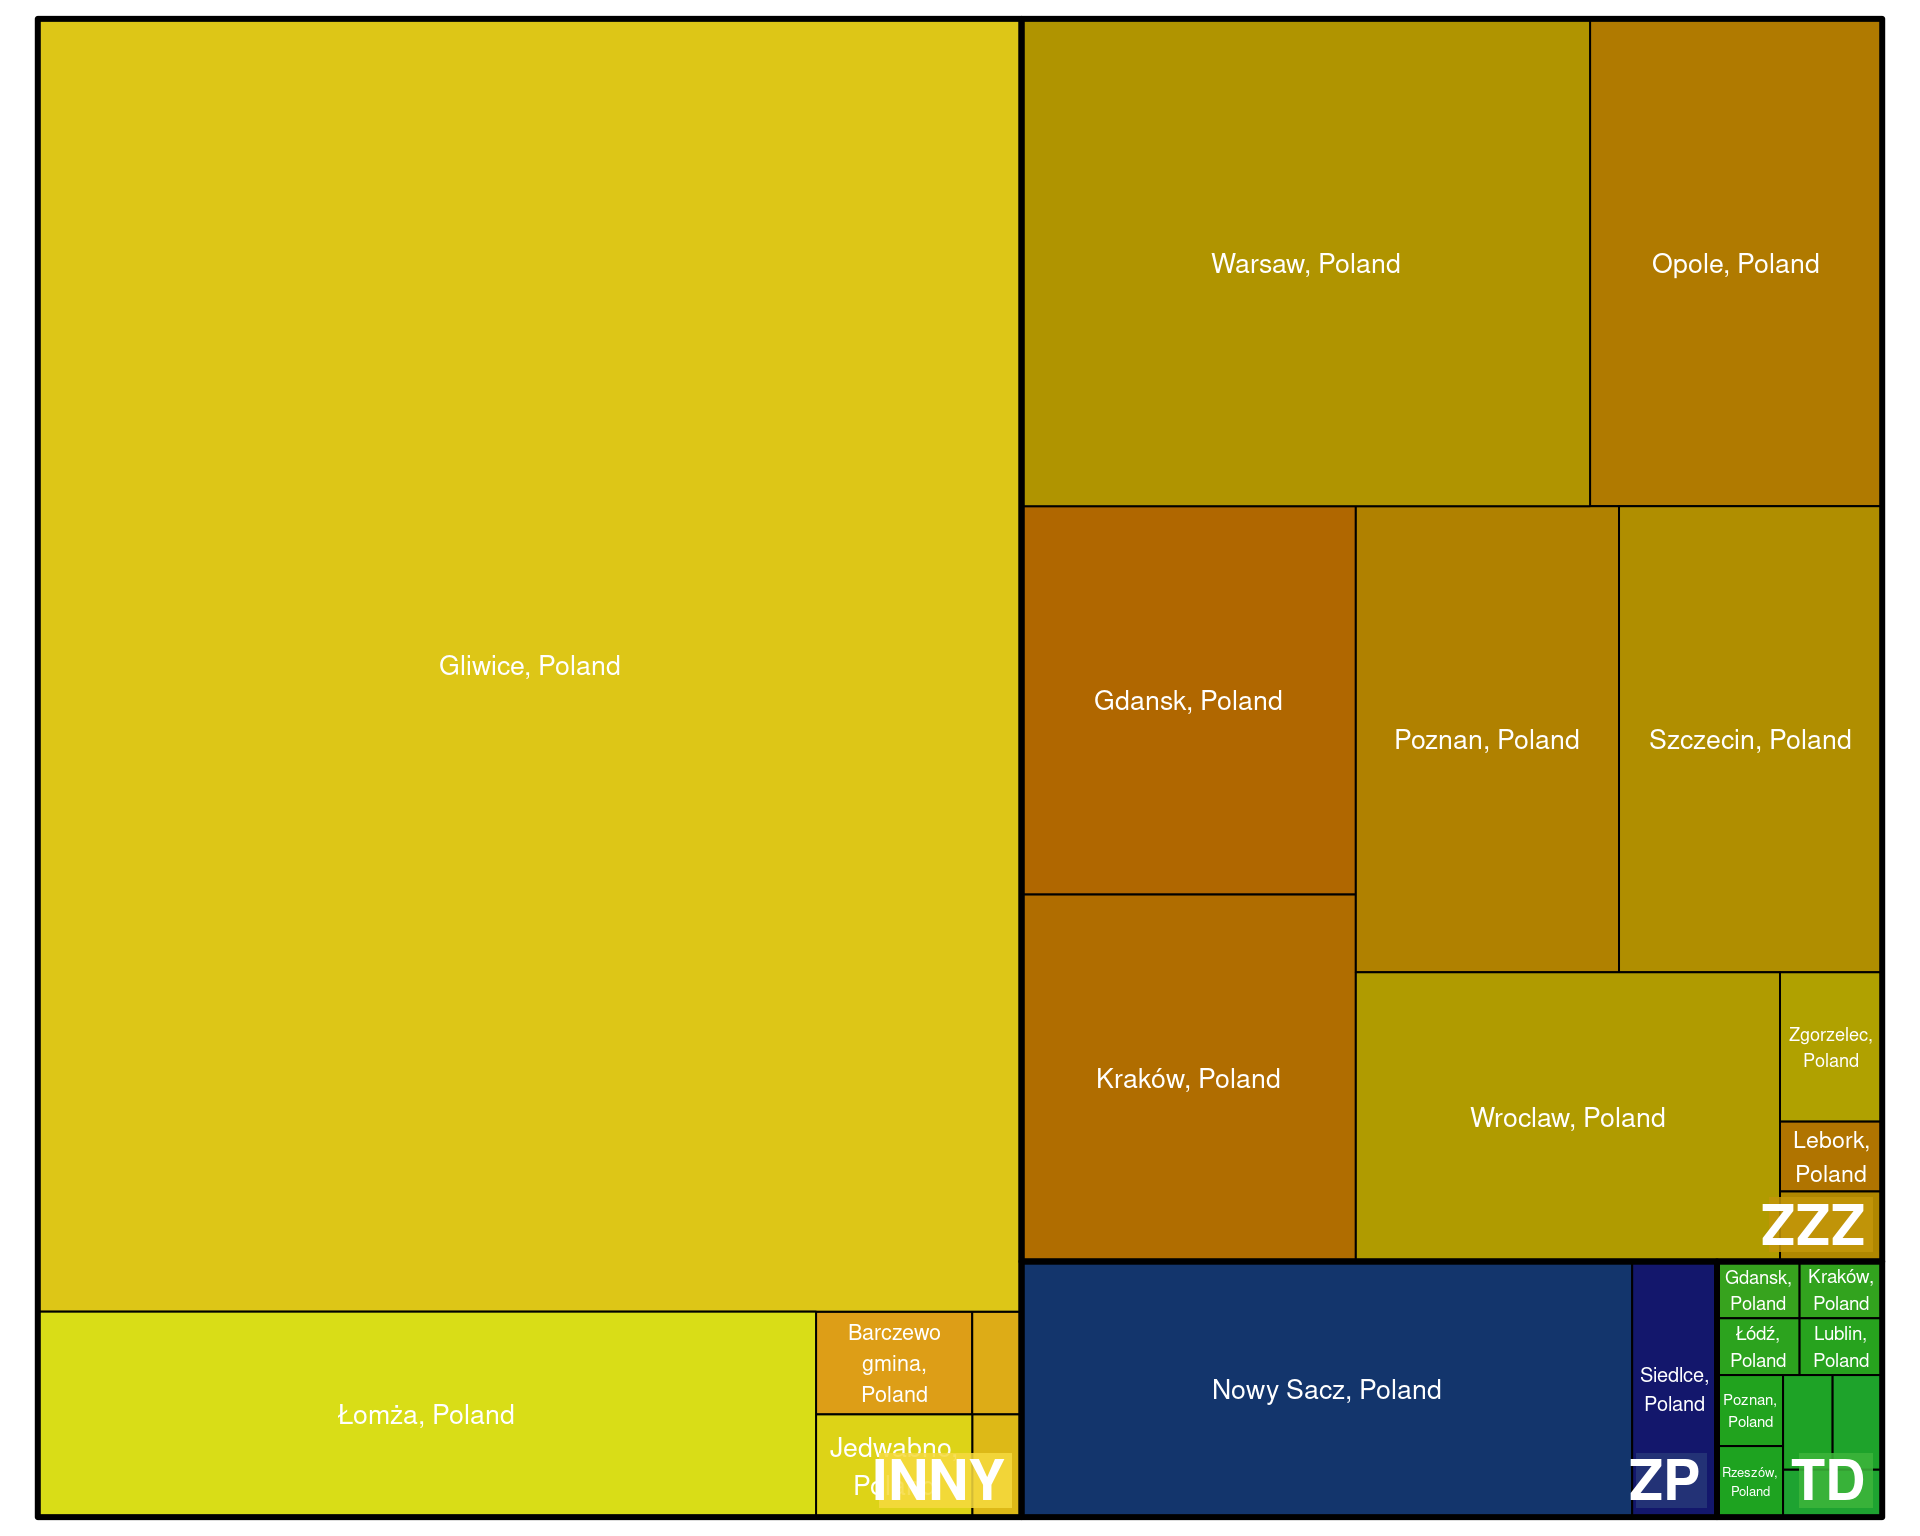 Gliwice, Poland
Łomża, Poland
Barczewo
gmina,
Poland
Jedwabno,
INNY
Warsaw, Poland
Opole, Poland
Gdansk, Poland
Poznan, Poland
Szczecin, Poland
Kraków, Poland
Wroclaw, Poland
Zgorzelec,
Poland
Lebork,
Poland
ZZZ
Nowy Sacz, Poland
Siedlce,
Poland
ZP
Gdansk,
Poland
Kraków,
Poland
Łódź,
Poland
Lublin,
Poland
Poznan,
Poland
Rzeszów,
Poland
TD